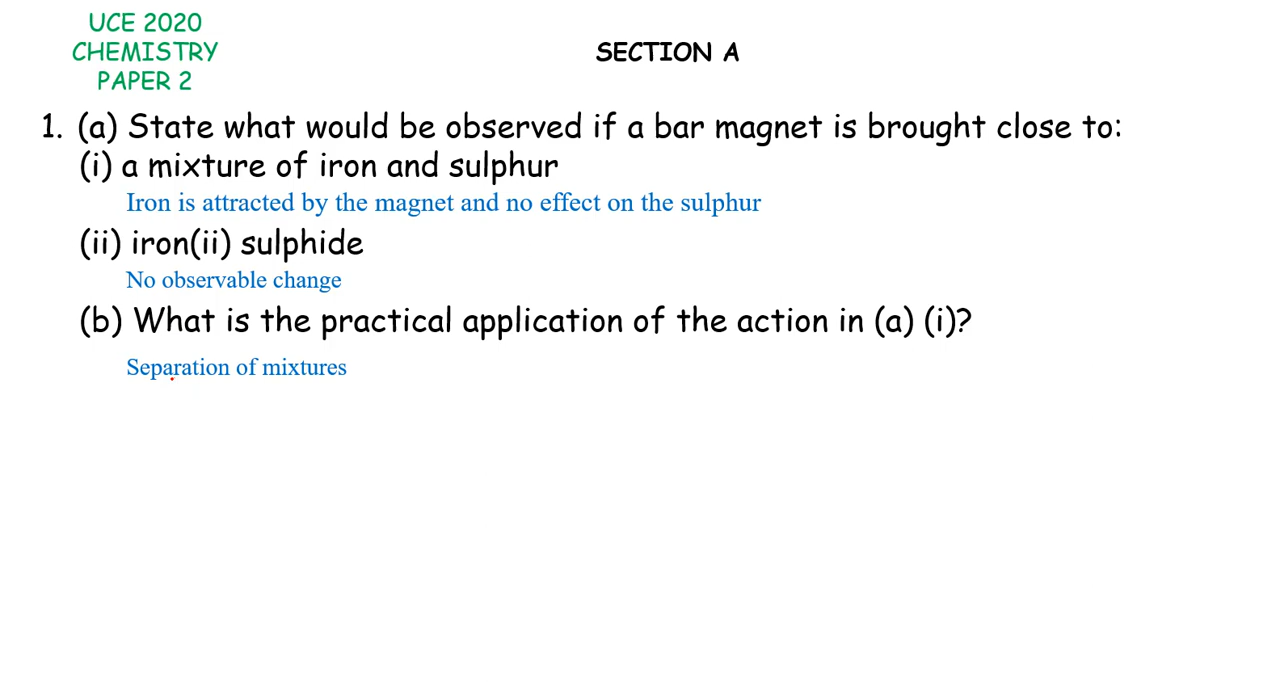 UCE 2020
CHEMISTRY
PAPER 2
SECTION A
1. (a) State what would be observed if a bar magnet is brought close to:
(i) a mixture of iron and sulphur
Iron is attracted by the magnet and no effect on the sulphur
(ii) iron(ii) sulphide
No observable change
(b) What is the practical application of the action in (a) (i)?
Separation of mixtures